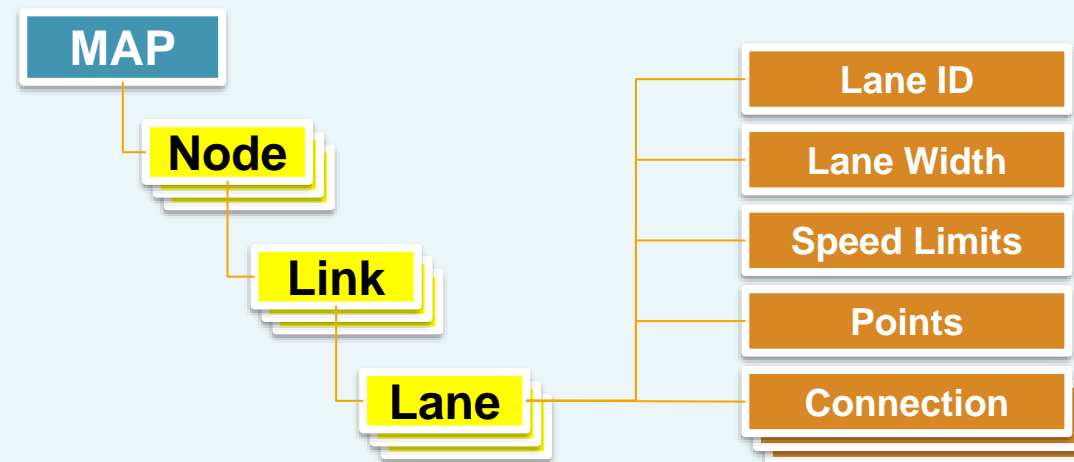 MAP
Node
Link
Lane
Lane ID
Lane Width
Speed Limits
Points
Connection